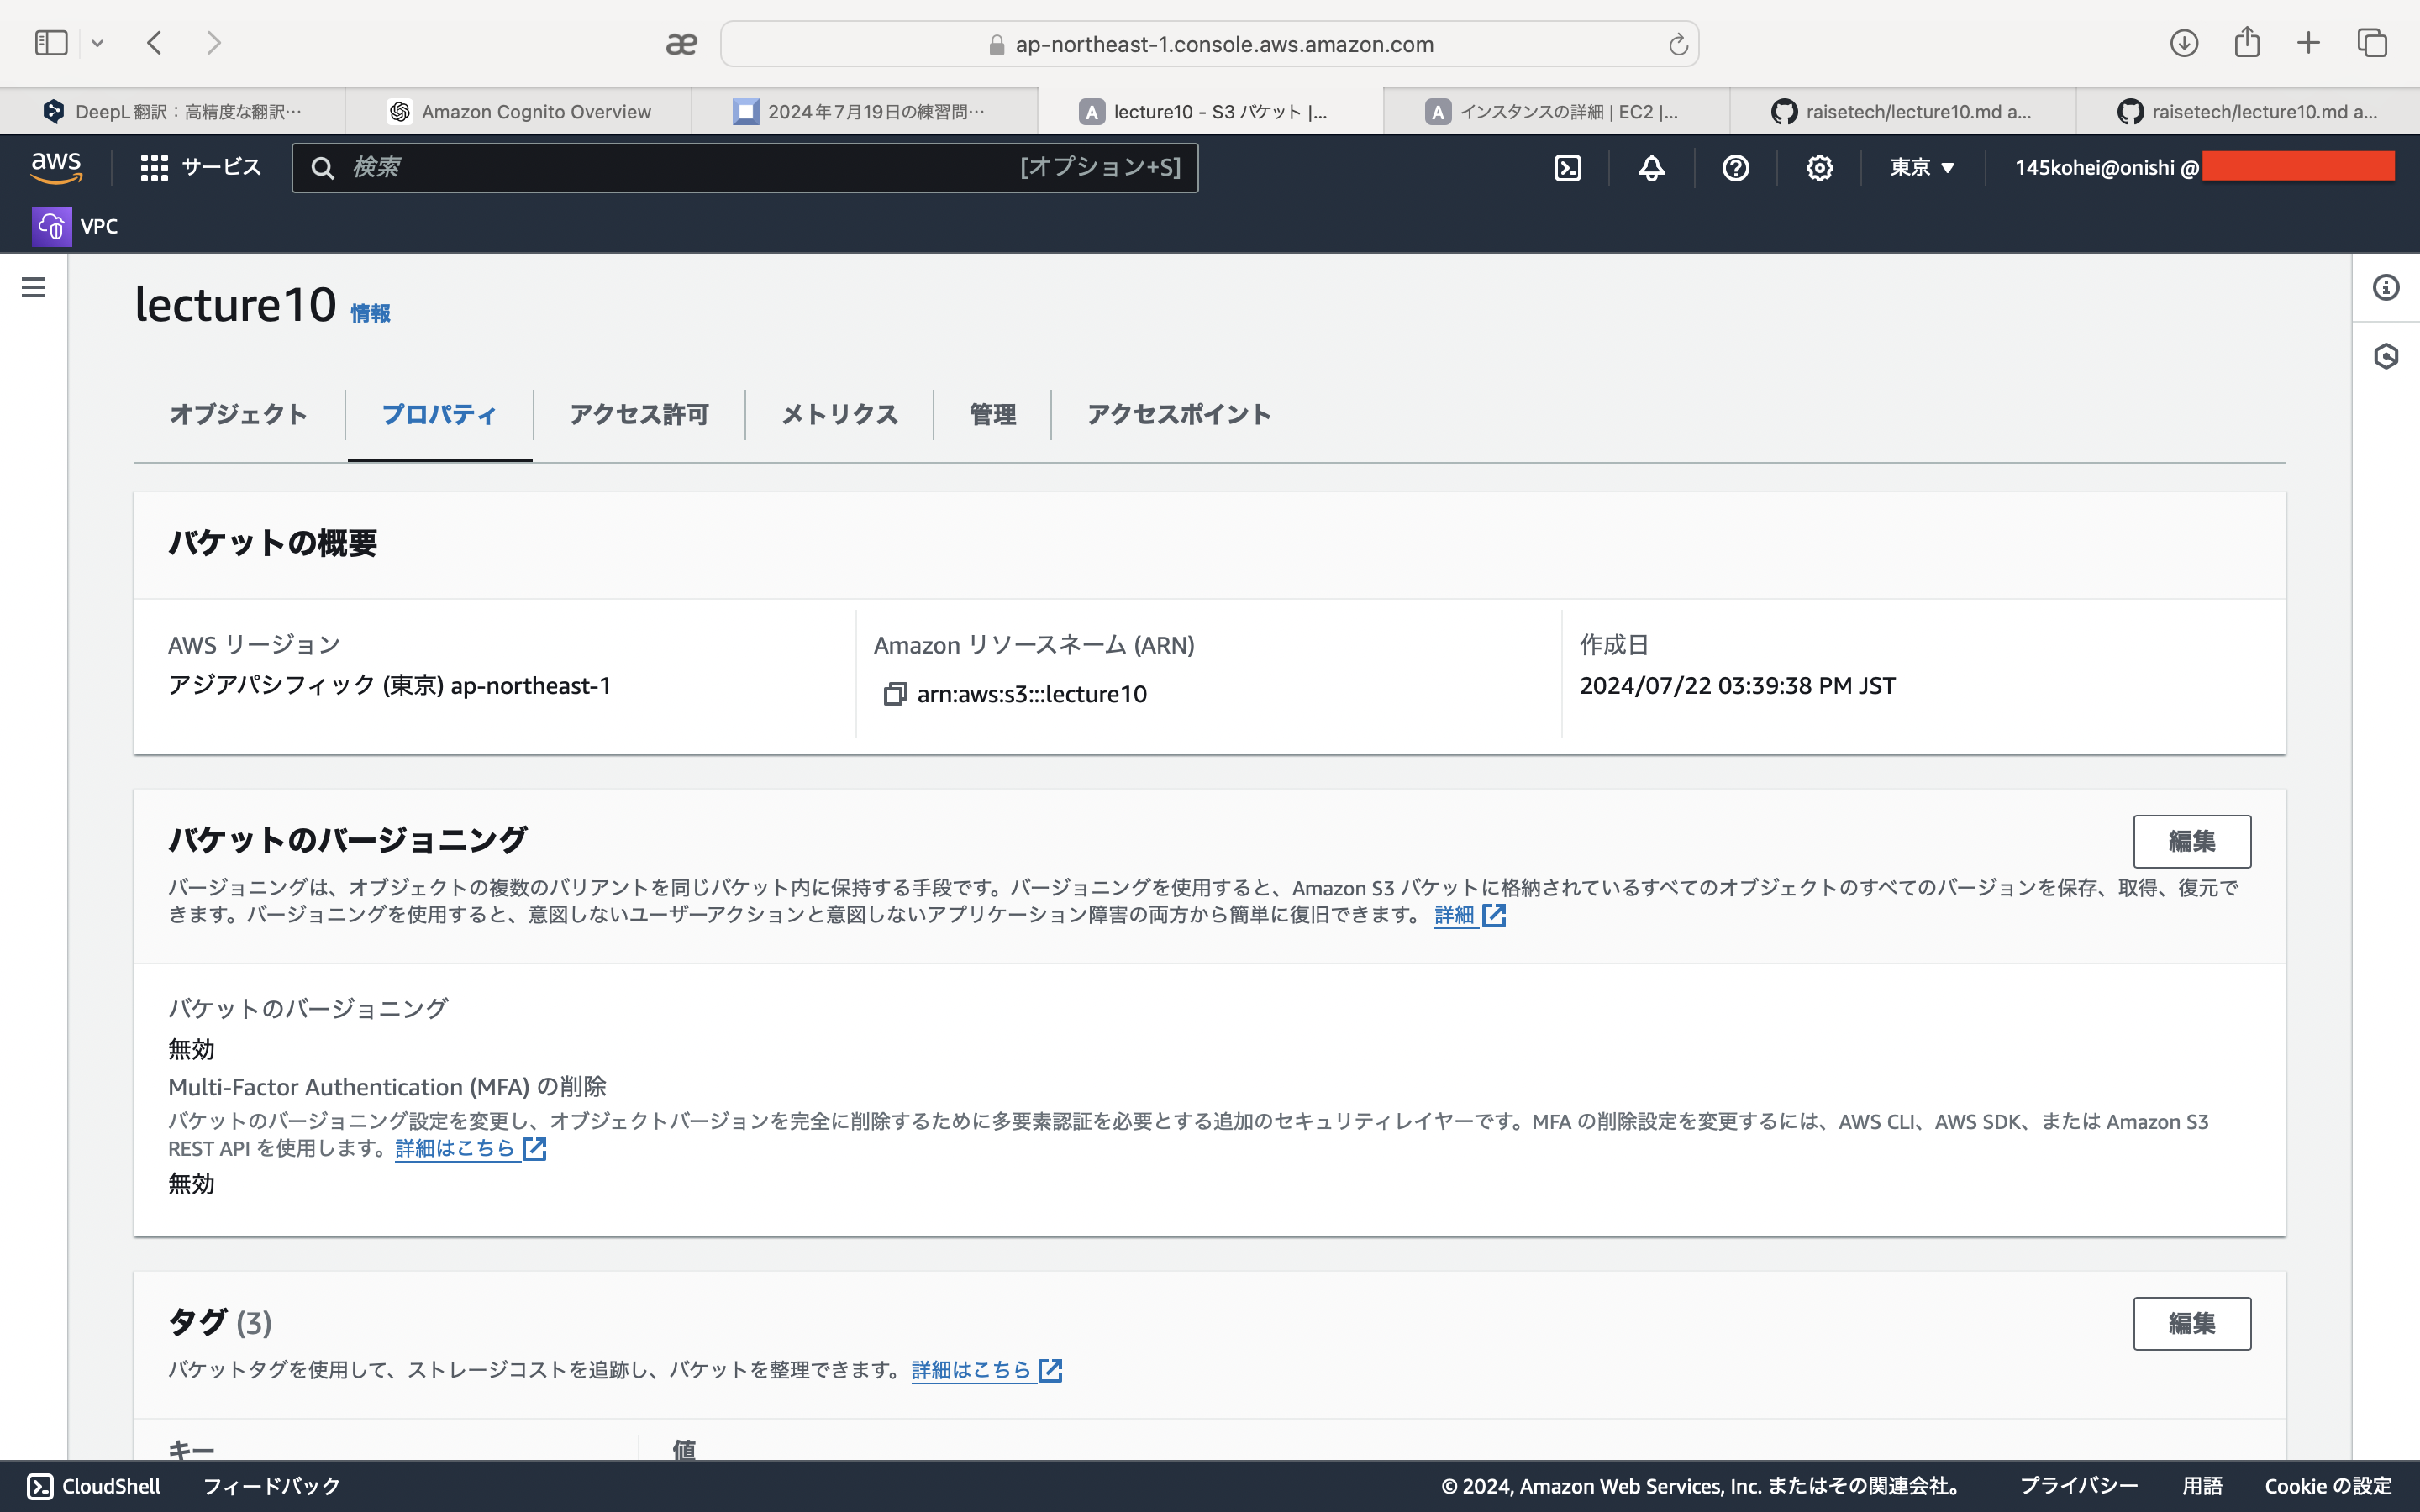 ap-northeast-1.console.aws.amazon.com
DeepL 翻訳：高精度な翻訳…
Amazon Cognito Overview
2024年7月19日の練習問…
lecture10 - S3 バケット |...
インスタンスの詳細 | EC2 |...
raisetech/lecture10.md a...
raisetech/lecture10.md a...
aws
サービス
検索
[オプション+S]
東京
145kohei@onishi @
VPC
lecture10 情報
オブジェクト
プロパティ
アクセス許可
メトリクス
管理
アクセスポイント
バケットの概要
AWS リージョン
アジアパシフィック (東京) ap-northeast-1
Amazon リソースネーム (ARN)
arn:aws:s3:::lecture10
作成日
2024/07/22 03:39:38 PM JST
バケットのバージョニング
編集
バージョニングは、オブジェクトの複数のバリアントを同じバケット内に保持する手段です。バージョニングを使用すると、Amazon S3 バケットに格納されているすべてのオブジェクトのすべてのバージョンを保存、取得、復元で
きます。バージョニングを使用すると、意図しないユーザーアクションと意図しないアプリケーション障害の両方から簡単に復旧できます。 詳細
バケットのバージョニング
無効
Multi-Factor Authentication (MFA) の削除
バケットのバージョニング設定を変更し、オブジェクトバージョンを完全に削除するために多要素認証を必要とする追加のセキュリティレイヤーです。MFA の削除設定を変更するには、AWS CLI、AWS SDK、または Amazon S3
REST API を使用します。詳細はこちら
無効
タグ (3)
編集
バケットタグを使用して、ストレージコストを追跡し、バケットを整理できます。詳細はこちら
キー
値
CloudShell
フィードバック
© 2024, Amazon Web Services, Inc. またはその関連会社。
プライバシー
用語
Cookie の設定